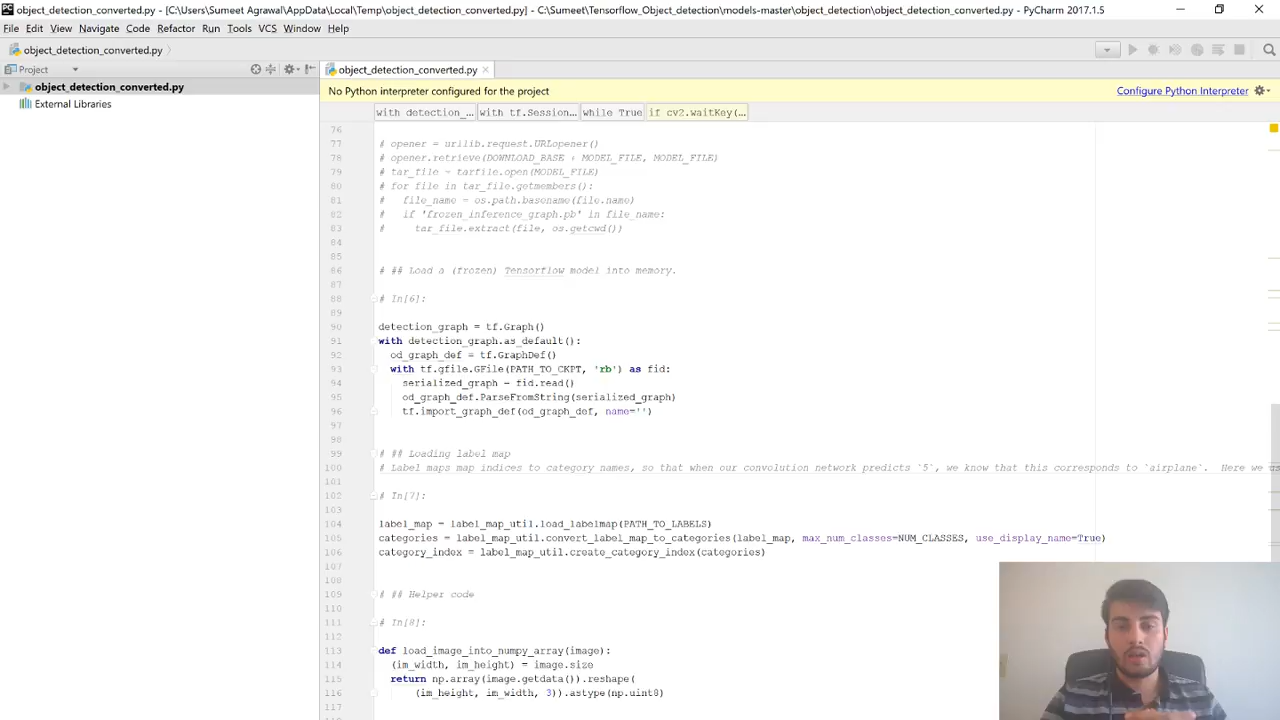 object_detection_converted.py - [C:\Users\Sumeet Agrawal\AppData\Local\Temp\object_detection_converted.py] - C:\Sumeet\Tensorflow_Object_detection\models-master\object_detection\object_detection_converted.py - PyCharm 2017.1.5
File Edit View Navigate Code Refactor Run Tools VCS Window Help
object_detection_converted.py
Project
object_detection_converted.py
object_detection_converted.py
External Libraries
No Python interpreter configured for the project
Configure Python Interpreter
with detection_... with tf.Session... while True if cv2.waitKey(...
76
77 # opener = urllib.request.URLopener()
78 # opener.retrieve(DOWNLOAD_BASE + MODEL_FILE, MODEL_FILE)
79 # tar_file = tarfile.open(MODEL_FILE)
80 # for file in tar_file.getmembers():
81 #   file_name = os.path.basename(file.name)
82 #   if 'frozen_inference_graph.pb' in file_name:
83 #     tar_file.extract(file, os.getcwd())
84
85
86 # ## Load a (frozen) Tensorflow model into memory.
87
88 # In[6]:
89
90 detection_graph = tf.Graph()
91 with detection_graph.as_default():
92   od_graph_def = tf.GraphDef()
93   with tf.gfile.GFile(PATH_TO_CKPT, 'rb') as fid:
94     serialized_graph = fid.read()
95     od_graph_def.ParseFromString(serialized_graph)
96     tf.import_graph_def(od_graph_def, name='')
97
98
99 # ## Loading label map
100 # Label maps map indices to category names, so that when our convolution network predicts `5`, we know that this corresponds to `airplane`.  Here we us
101
102 # In[7]:
103
104 label_map = label_map_util.load_labelmap(PATH_TO_LABELS)
105 categories = label_map_util.convert_label_map_to_categories(label_map, max_num_classes=NUM_CLASSES, use_display_name=True)
106 category_index = label_map_util.create_category_index(categories)
107
108
109 # ## Helper code
110
111 # In[8]:
112
113 def load_image_into_numpy_array(image):
114   (im_width, im_height) = image.size
115   return np.array(image.getdata()).reshape(
116       (im_height, im_width, 3)).astype(np.uint8)
117